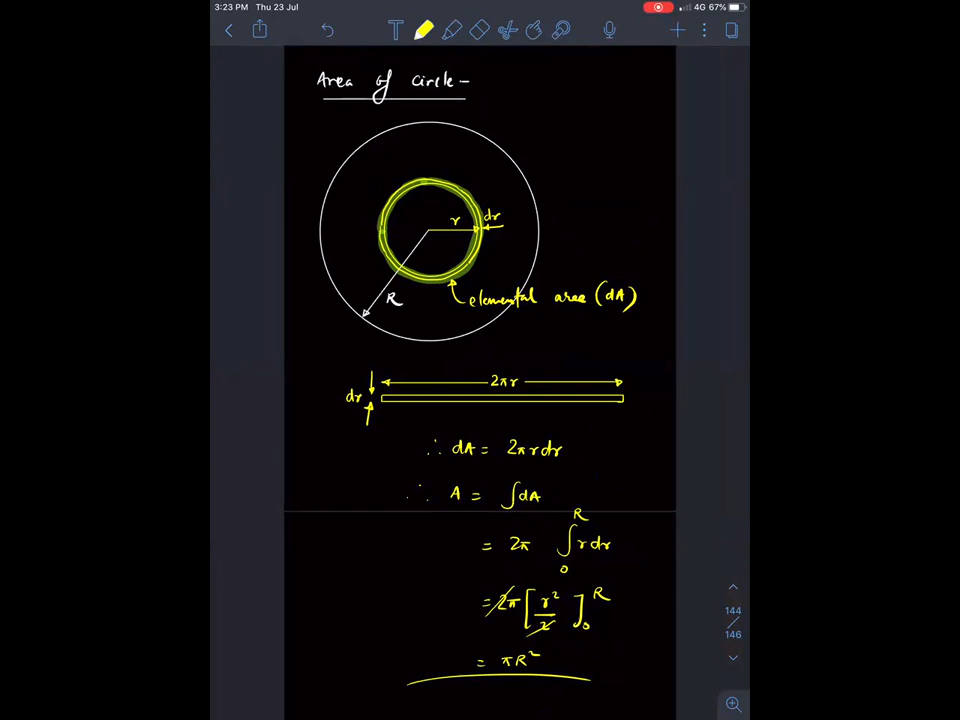 3:23 PM Thu 23 Jul
4G 67%
T
Area of Circle-
r
dr
R
elemental area (dA)
2πr
dr
∴ dA = 2πrdr
∴ A = ∫dA
= 2π ∫₀ᴿ rdr
= 2π [r²/2]₀ᴿ
= πR²
144
146